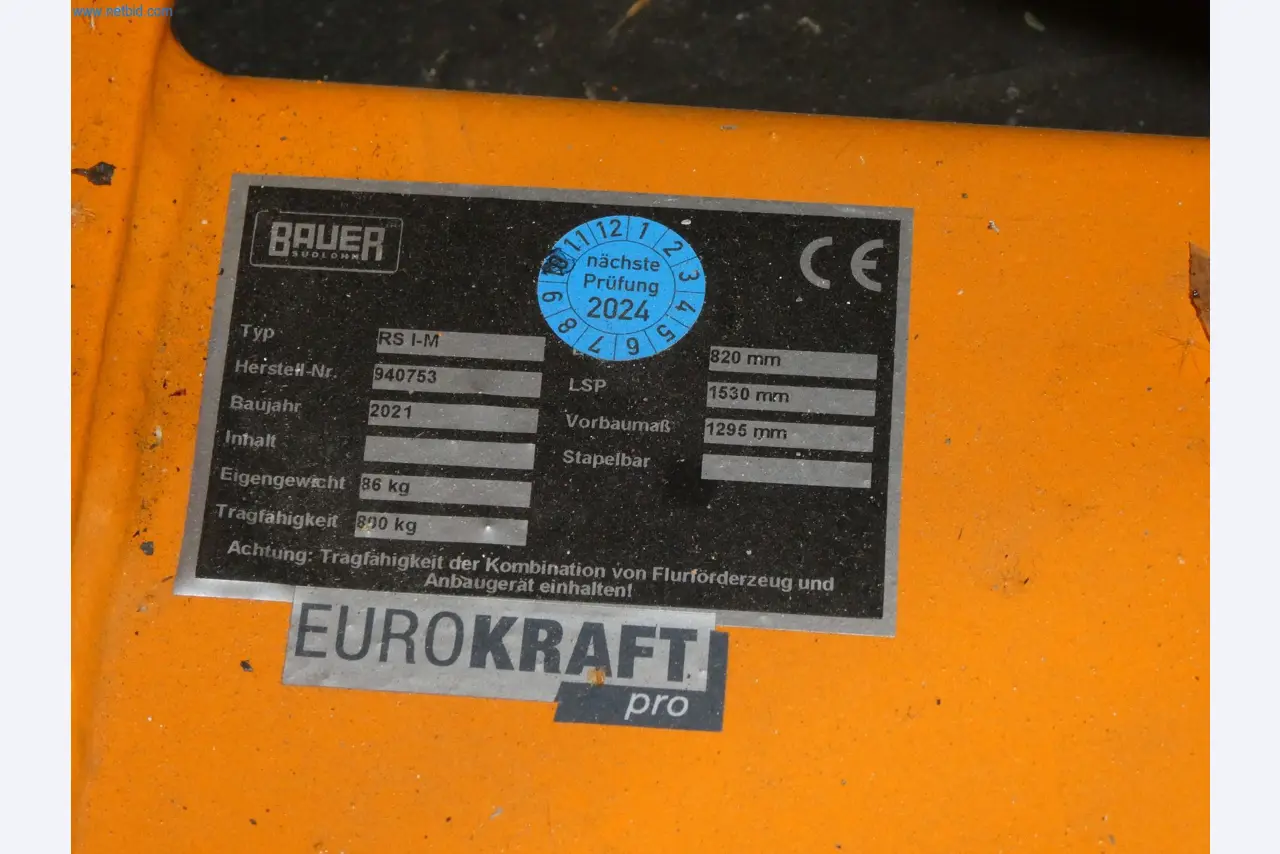 www.netbid.com
BAUER
SÜDLOHN
CE
12 1 2 3 4 5 6 7 8 9 10 11
nächste
Prüfung
2024
Typ RS I-M
Herstell-Nr. 940753
Baujahr 2021
Inhalt
Eigengewicht 86 kg
Tragfähigkeit 800 kg
820 mm
LSP 1530 mm
Vorbaumaß 1295 mm
Stapelbar
Achtung: Tragfähigkeit der Kombination von Flurförderzeug und
Anbaugerät einhalten!
EUROKRAFT
pro